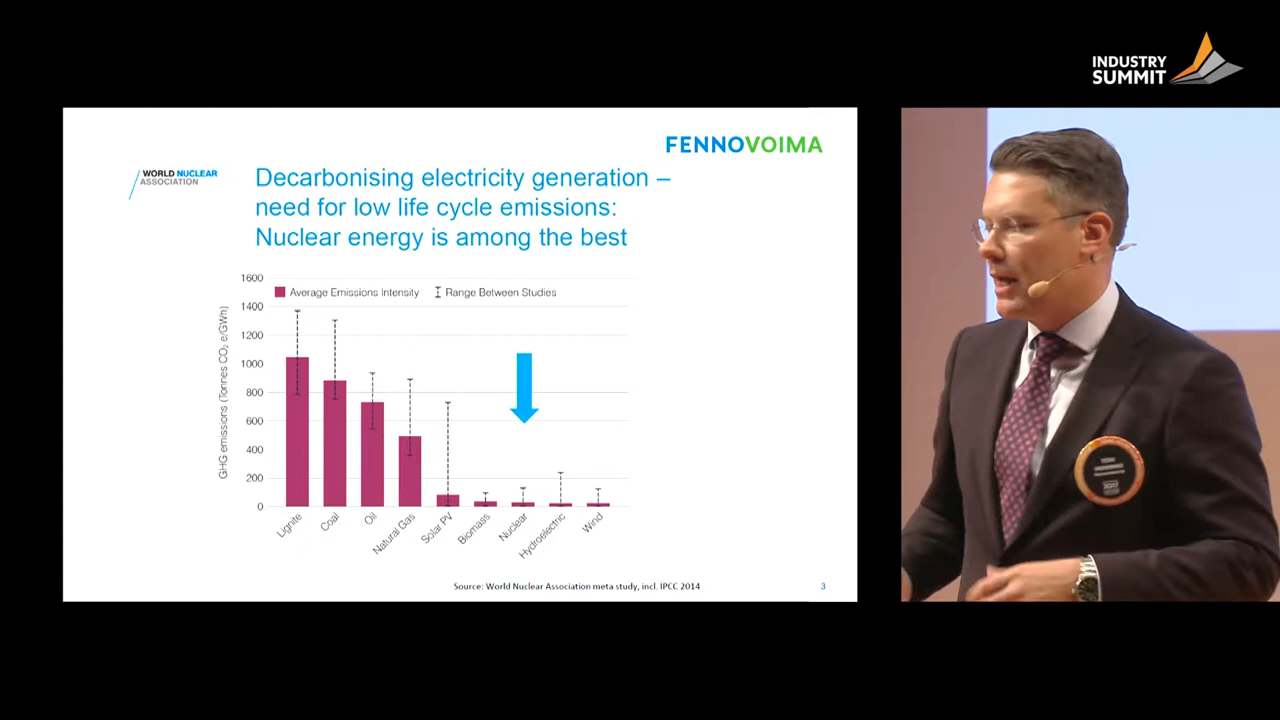 INDUSTRY
SUMMIT
FENNOVOIMA
WORLD NUCLEAR
ASSOCIATION
Decarbonising electricity generation –
need for low life cycle emissions:
Nuclear energy is among the best
GHG emissions (Tonnes CO₂ e/GWh)
1600
1400
1200
1000
800
600
400
200
0
Average Emissions Intensity
Range Between Studies
Lignite
Coal
Oil
Natural Gas
Solar PV
Biomass
Nuclear
Hydroelectric
Wind
Source: World Nuclear Association meta study, incl. IPCC 2014
3
2017